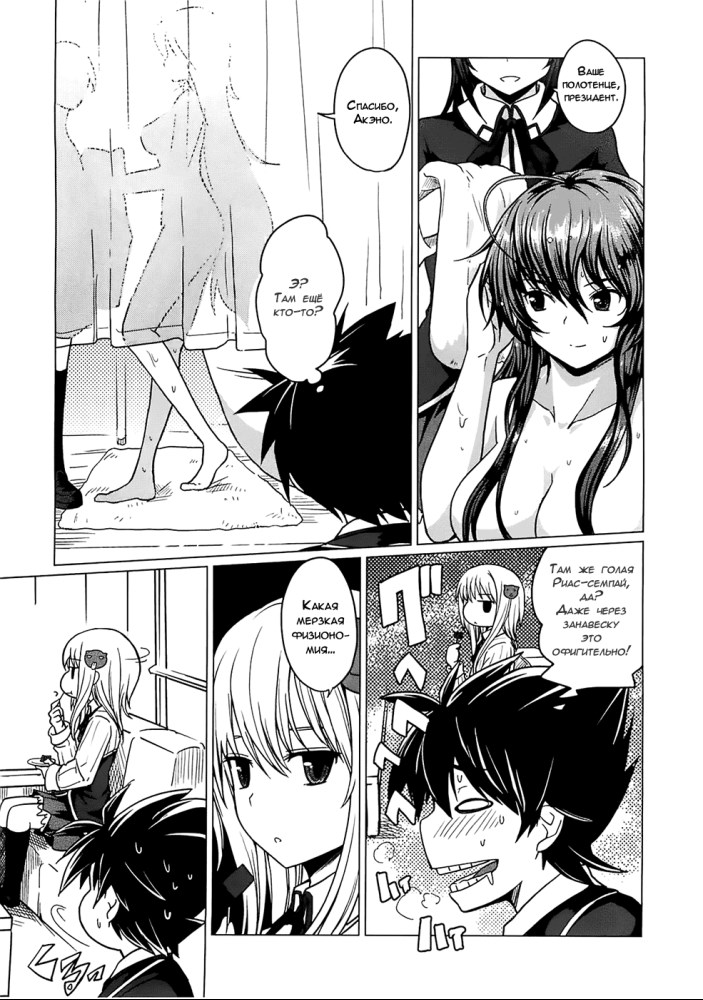 Ваше
полотенце,
президент.
Спасибо,
Акэно.
Э?
Там ещё
кто-то?
Там же голая
Риас-семпай,
да?
Даже через
занавеску
это
офигительно!
Какая
мерзкая
физионо-
мия...